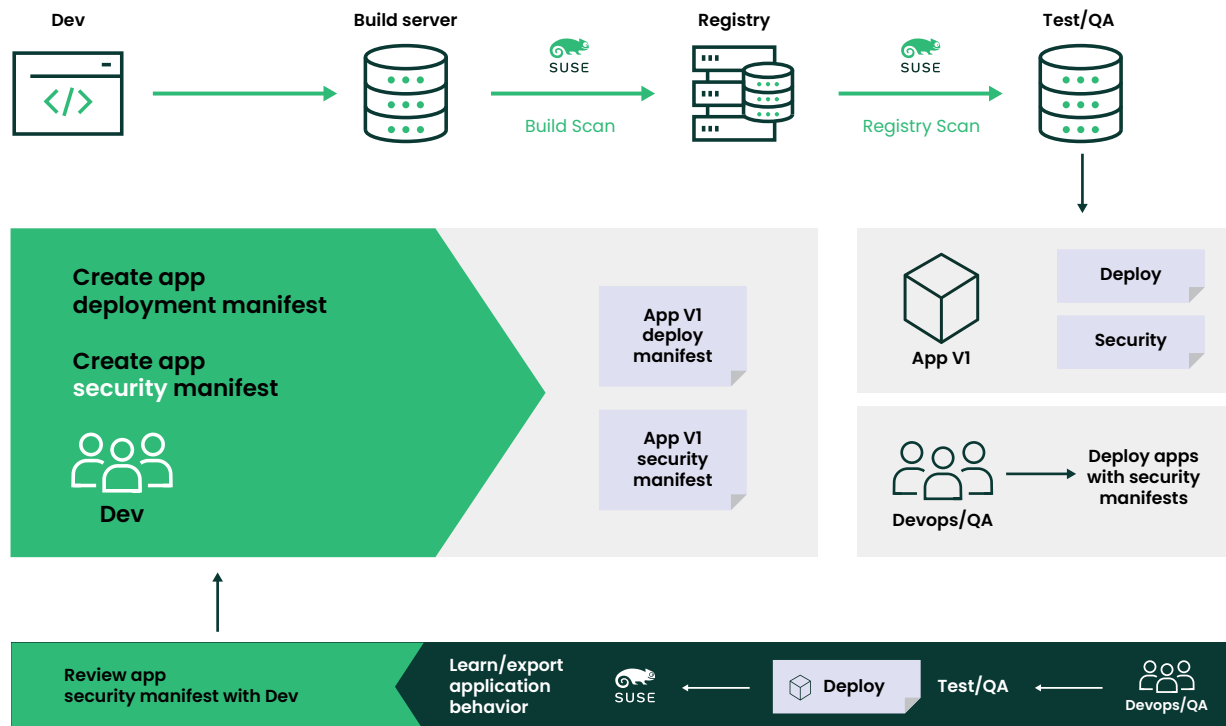 Dev
Build server
Registry
Test/QA
SUSE
SUSE
</>
Build Scan
Registry Scan
Create app
deployment manifest
Create app
security manifest
Dev
App V1
deploy
manifest
App V1
security
manifest
App V1
Deploy
Security
Devops/QA
Deploy apps
with security
manifests
Review app
security manifest with Dev
Learn/export
application
behavior
SUSE
Deploy
Test/QA
Devops/QA